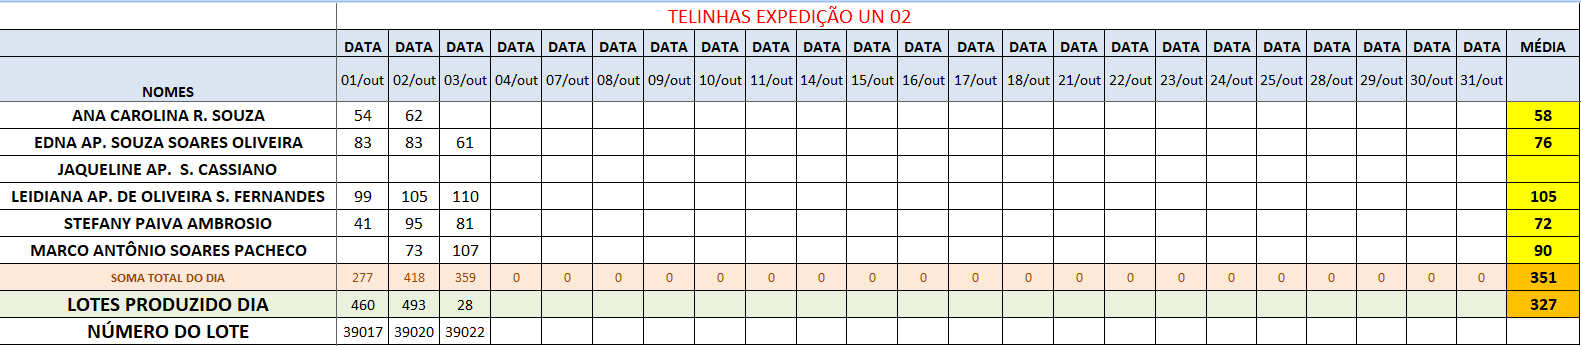 TELINHAS EXPEDIÇÃO UN 02
DATA DATA DATA DATA DATA DATA DATA DATA DATA DATA DATA DATA DATA DATA DATA DATA DATA DATA DATA DATA DATA DATA DATA MÉDIA
NOMES 01/out 02/out 03/out 04/out 07/out 08/out 09/out 10/out 11/out 14/out 15/out 16/out 17/out 18/out 21/out 22/out 23/out 24/out 25/out 28/out 29/out 30/out 31/out
ANA CAROLINA R. SOUZA 54 62 58
EDNA AP. SOUZA SOARES OLIVEIRA 83 83 61 76
JAQUELINE AP. S. CASSIANO
LEIDIANA AP. DE OLIVEIRA S. FERNANDES 99 105 110 105
STEFANY PAIVA AMBROSIO 41 95 81 72
MARCO ANTÔNIO SOARES PACHECO 73 107 90
SOMA TOTAL DO DIA 277 418 359 0 0 0 0 0 0 0 0 0 0 0 0 0 0 0 0 0 0 0 0 351
LOTES PRODUZIDO DIA 460 493 28 327
NÚMERO DO LOTE 39017 39020 39022